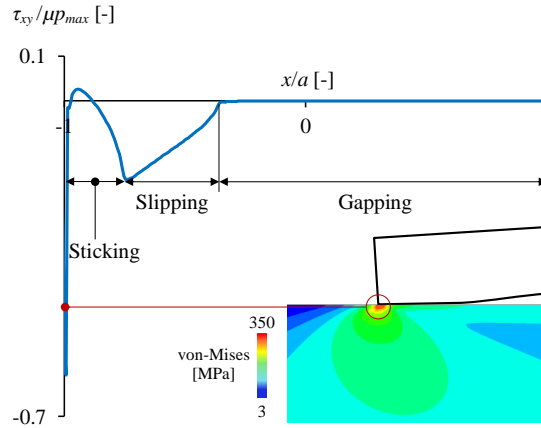 τxy/μpmax [-]
0.1
x/a [-]
-1
0
Slipping
Gapping
Sticking
350
von-Mises
[MPa]
3
-0.7